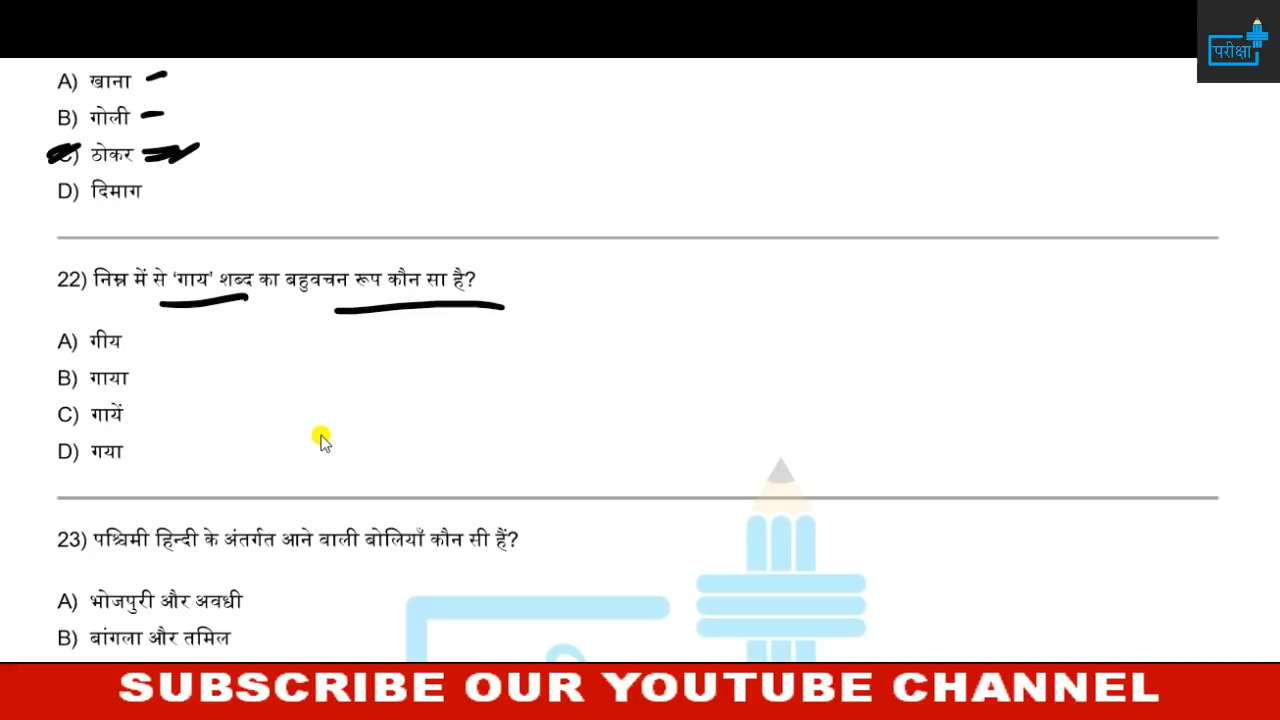 परीक्षा
A) खाना
B) गोली
C) ठोकर
D) दिमाग
22) निम्न में से ‘गाय’ शब्द का बहुवचन रूप कौन सा है?
A) गीय
B) गाया
C) गायें
D) गया
23) पश्चिमी हिन्दी के अंतर्गत आने वाली बोलियाँ कौन सी हैं?
A) भोजपुरी और अवधी
B) बांगला और तमिल
SUBSCRIBE OUR YOUTUBE CHANNEL